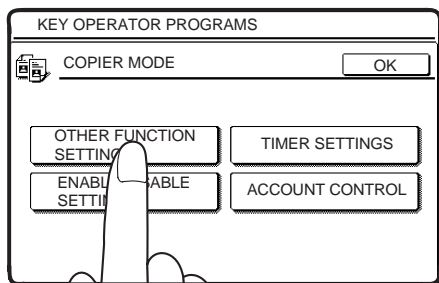 KEY OPERATOR PROGRAMS
COPIER MODE
OK
OTHER FUNCTION
TIMER SETTINGS
ACCOUNT CONTROL